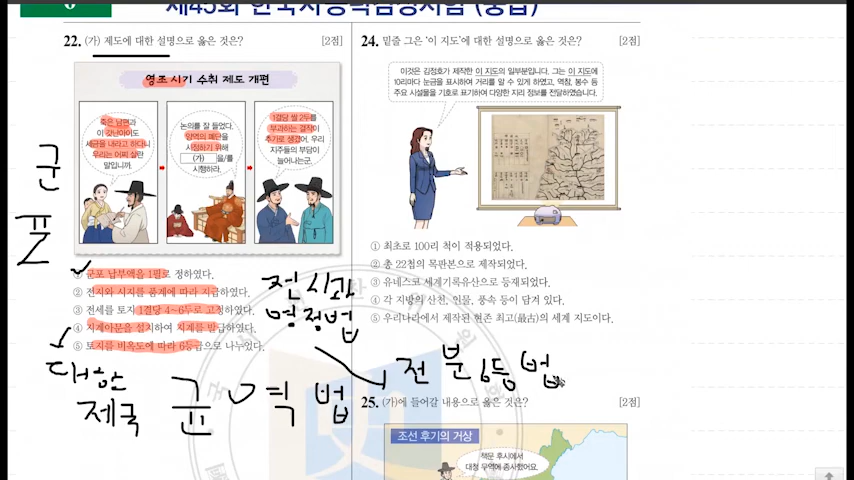 6
제45회 한국사능력검정시험 (중급)
22. (가) 제도에 대한 설명으로 옳은 것은? [2점]
영조 시기 수취 제도 개편
죽은 남편과
이 갓난아이도
세금을 내라고 하다니
우리는 어찌 살란
말입니까.
논의를 잘 들었다.
양역의 폐단을
시정하기 위해
(가) 을/를
시행하라.
1결당 쌀 2두를
부과하는 결작이
추가로 생겼어. 우리
지주들의 부담이
늘어나는군.
군
포
① 군포 납부액을 1필로 정하였다.
② 전지와 시지를 품계에 따라 지급하였다.
③ 전세를 토지 1결당 4~6두로 고정하였다.
④ 지계아문을 설치하여 지계를 발급하였다.
⑤ 토지를 비옥도에 따라 6등급으로 나누었다.
전시과
영정법
대한
제국
균역법
전분6등법
24. 밑줄 그은 '이 지도'에 대한 설명으로 옳은 것은? [2점]
이것은 김정호가 제작한 이 지도의 일부분입니다. 그는 이 지도에
10리마다 눈금을 표시하여 거리를 알 수 있게 하였고, 역참, 봉수 등
주요 시설물을 기호로 표기하여 다양한 지리 정보를 전달하였습니다.
① 최초로 100리 척이 적용되었다.
② 총 22첩의 목판본으로 제작되었다.
③ 유네스코 세계기록유산으로 등재되었다.
④ 각 지방의 산천, 인물, 풍속 등이 담겨 있다.
⑤ 우리나라에서 제작된 현존 최고(最古)의 세계 지도이다.
25. (가)에 들어갈 내용으로 옳은 것은? [2점]
조선 후기의 거상
책문 후시에서
대청 무역에 종사했어요.